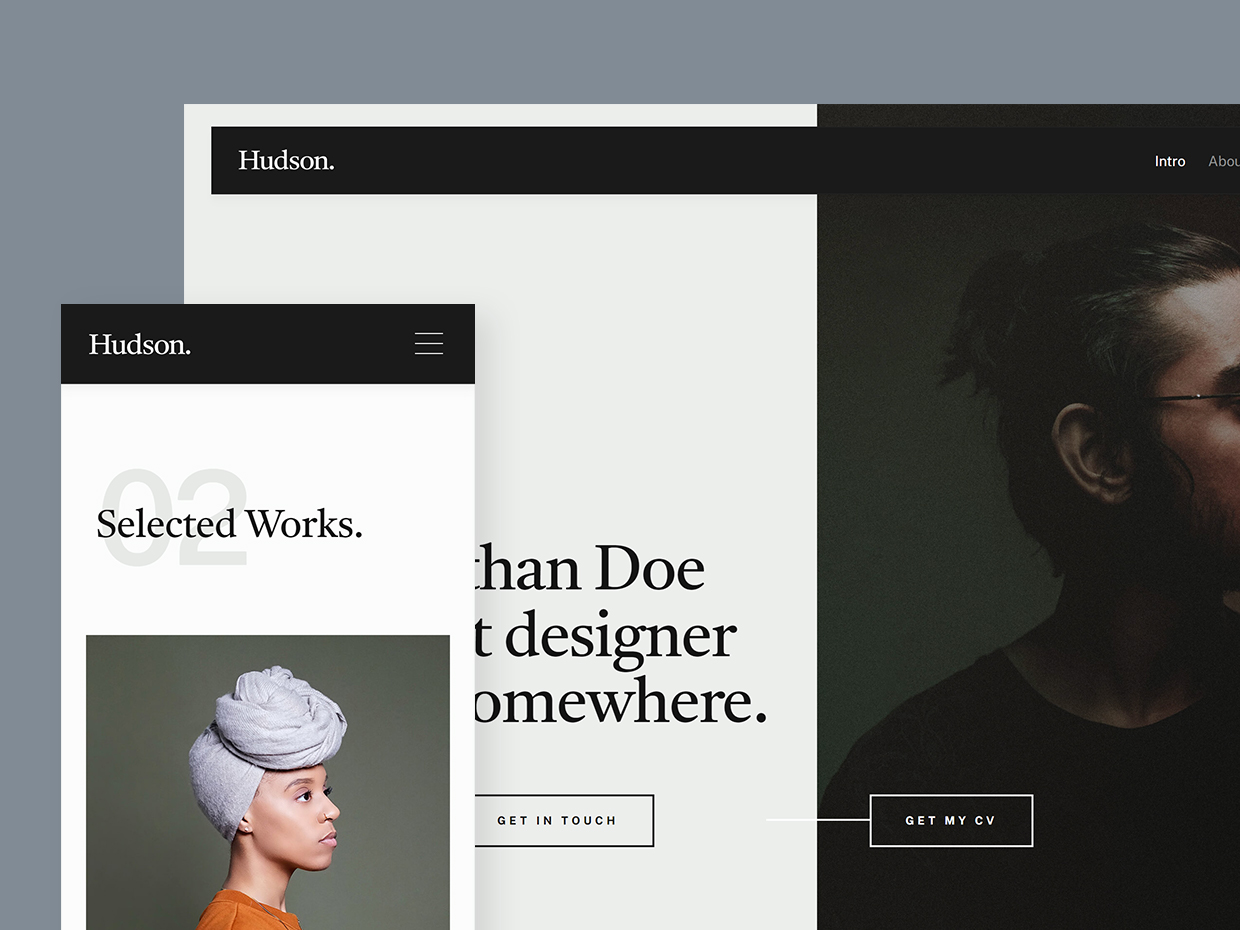 Hudson.
Intro Abou
Hudson.
02
Selected Works.
than Doe
t designer
omewhere.
GET IN TOUCH
GET MY CV